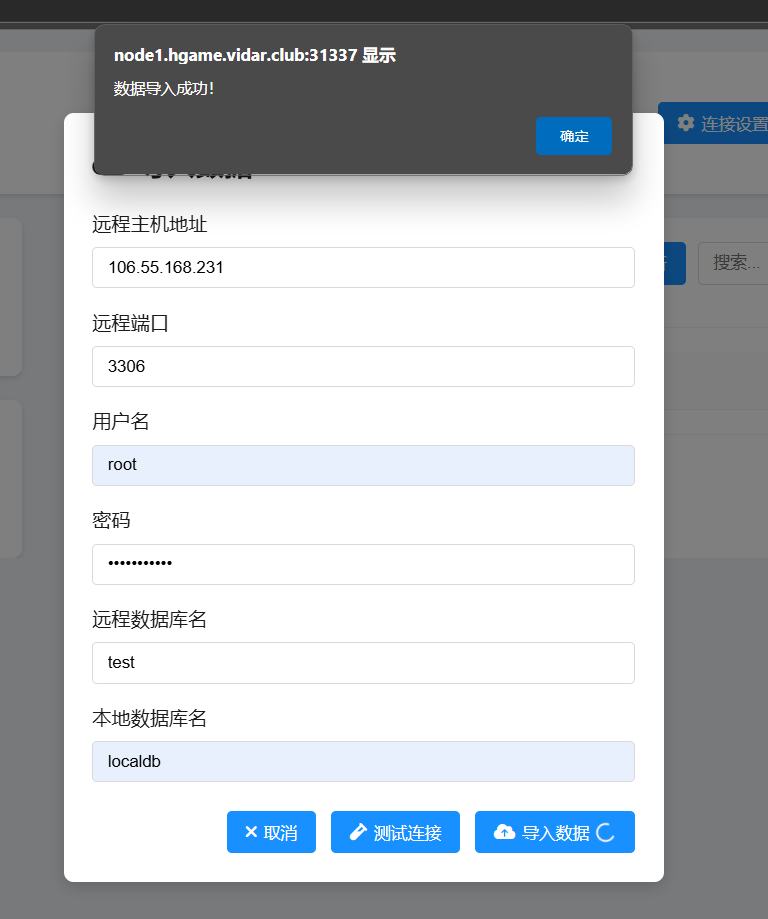 node1.hgame.vidar.club:31337 显示
数据导入成功！
确定
连接设置
远程主机地址
106.55.168.231
搜索...
远程端口
3306
用户名
root
密码
•••••••••••
远程数据库名
test
本地数据库名
localdb
取消
测试连接
导入数据